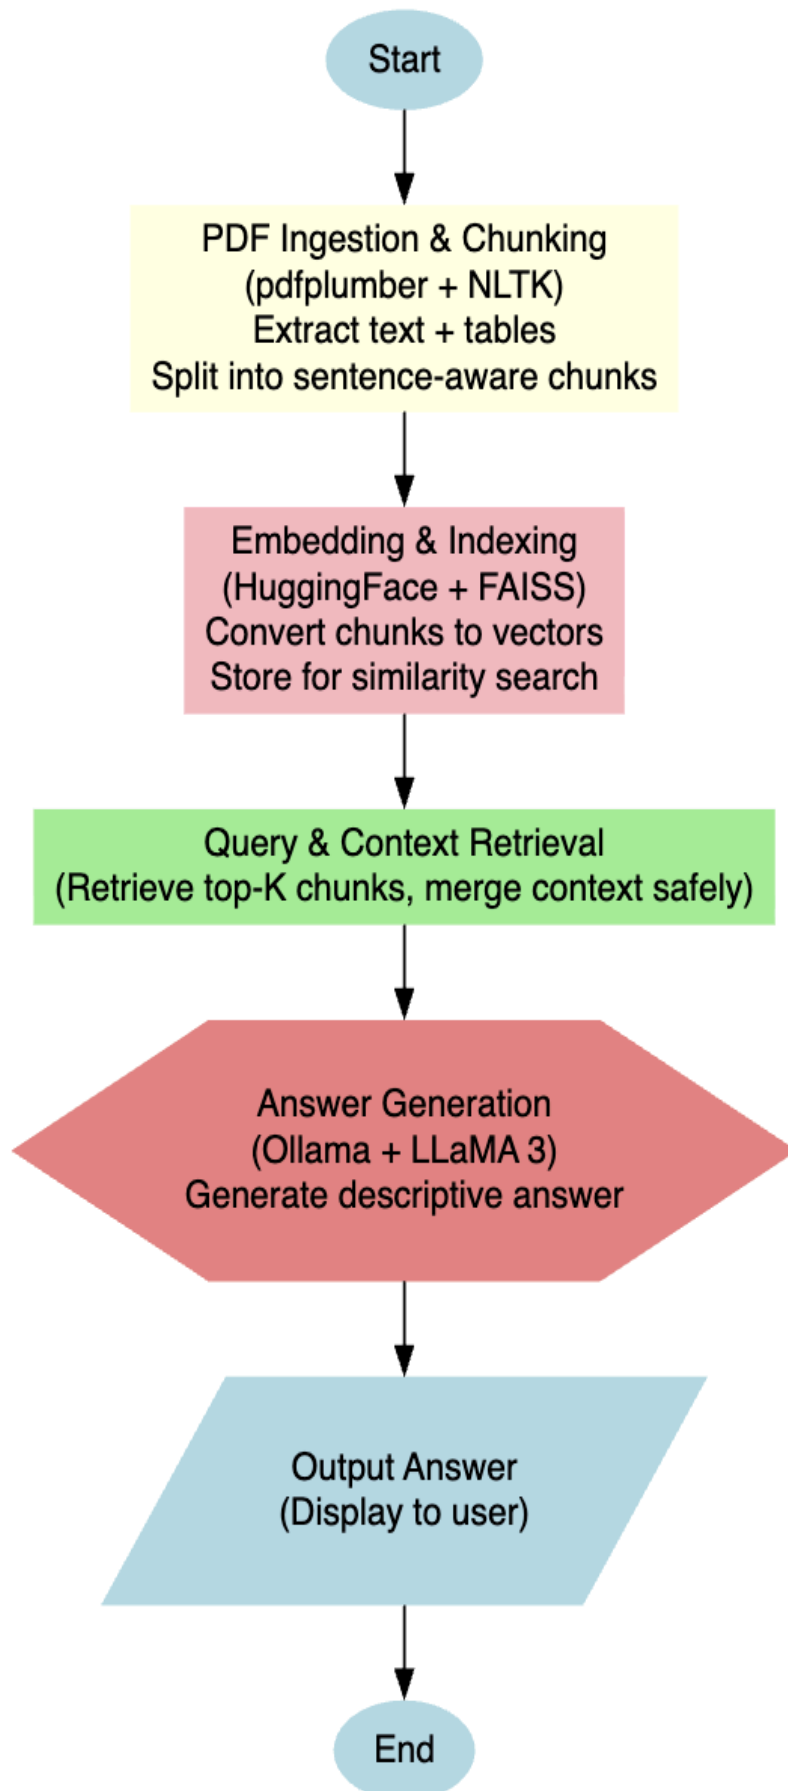 Start
PDF Ingestion & Chunking
(pdfplumber + NLTK)
Extract text + tables
Split into sentence-aware chunks
Embedding & Indexing
(HuggingFace + FAISS)
Convert chunks to vectors
Store for similarity search
Query & Context Retrieval
(Retrieve top-K chunks, merge context safely)
Answer Generation
(Ollama + LLaMA 3)
Generate descriptive answer
Output Answer
(Display to user)
End